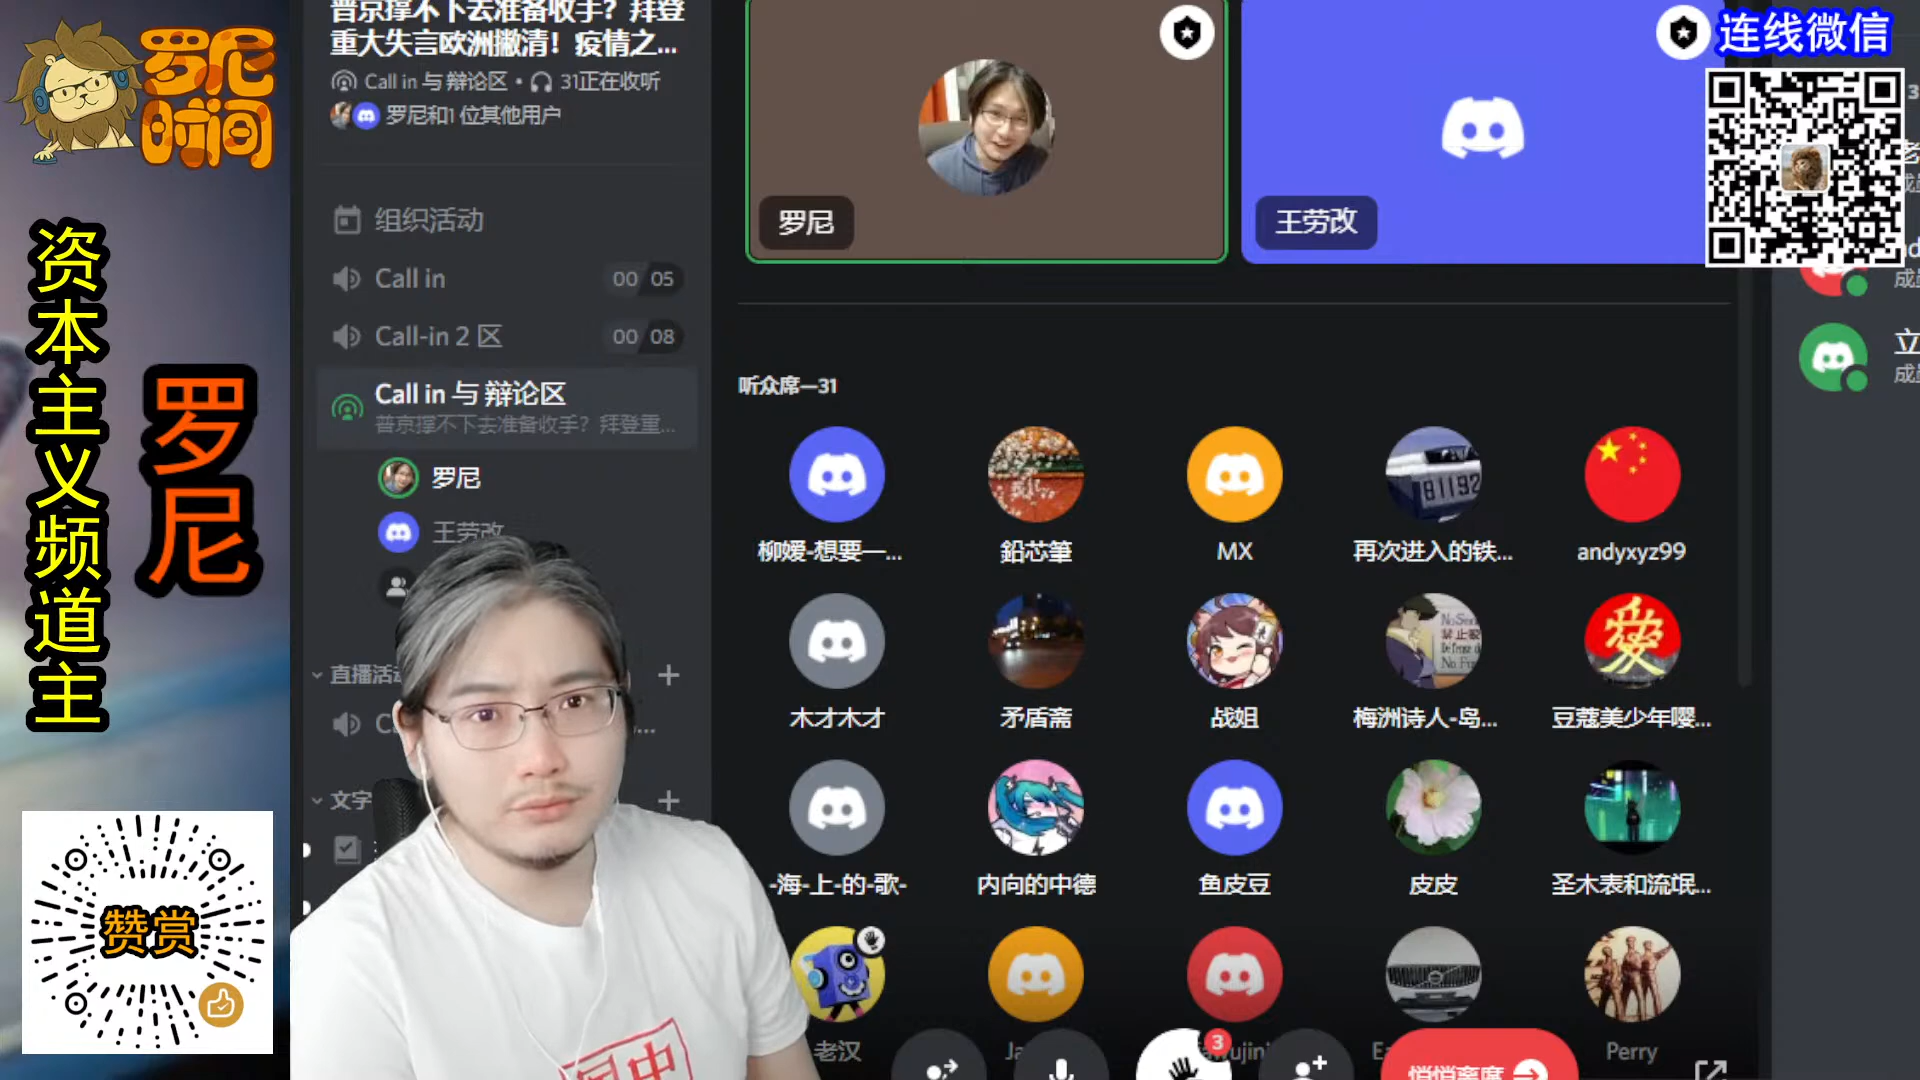 罗尼
时间
资本主义频道主
罗尼
赞赏
普京撑不下去准备收手？拜登
重大失言欧洲撇清！疫情之...
Call in 与 辩论区 • 31正在收听
罗尼和1 位其他用户
组织活动
Call in
00 05
Call-in 2 区
00 08
Call in 与 辩论区
普京撑不下去准备收手？拜登重...
罗尼
王劳改
直播活动
文字
罗尼
王劳改
连线微信
听众席—31
柳嫒-想要一...
鉛芯筆
MX
再次进入的铁...
andyxyz99
81192
木才木才
矛盾斋
战姐
梅洲诗人-岛...
豆蔻美少年嘤...
-海-上-的-歌-
内向的中德
鱼皮豆
皮皮
圣木表和流氓...
老汉
Perry
3
悄悄离席
立
成员